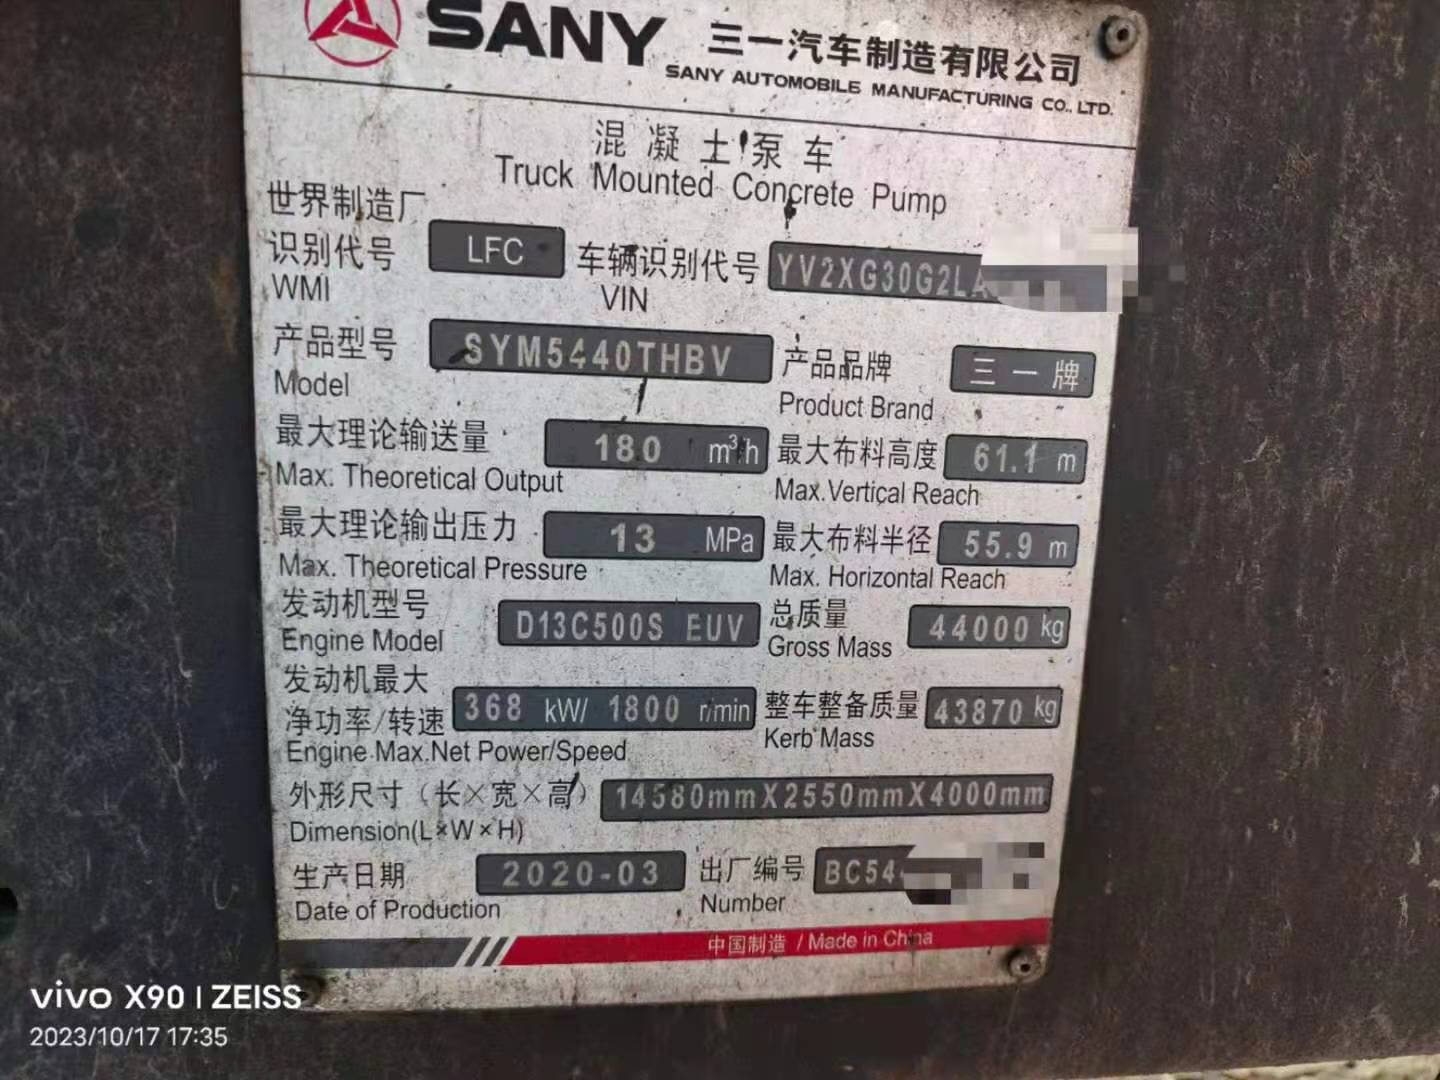 SANY 三一汽车制造有限公司
SANY AUTOMOBILE MANUFACTURING CO., LTD.
混凝土泵车
Truck Mounted Concrete Pump
世界制造厂
识别代号 LFC 车辆识别代号 YV2XG30G2LA
WMI VIN
产品型号 SYM5440THBV 产品品牌 三一牌
Model Product Brand
最大理论输送量 180 m³/h 最大布料高度 61.1 m
Max. Theoretical Output Max.Vertical Reach
最大理论输出压力 13 MPa 最大布料半径 55.9 m
Max. Theoretical Pressure Max. Horizontal Reach
发动机型号 D13C500S EUV 总质量 44000 kg
Engine Model Gross Mass
发动机最大
净功率/转速 368 kW/ 1800 r/min 整车整备质量 43870 kg
Engine Max.Net Power/Speed Kerb Mass
外形尺寸（长×宽×高） 14580mmX2550mmX4000mm
Dimension(L×W×H)
生产日期 2020-03 出厂编号 BC54
Date of Production Number
中国制造 / Made in China
vivo X90 | ZEISS
2023/10/17 17:35